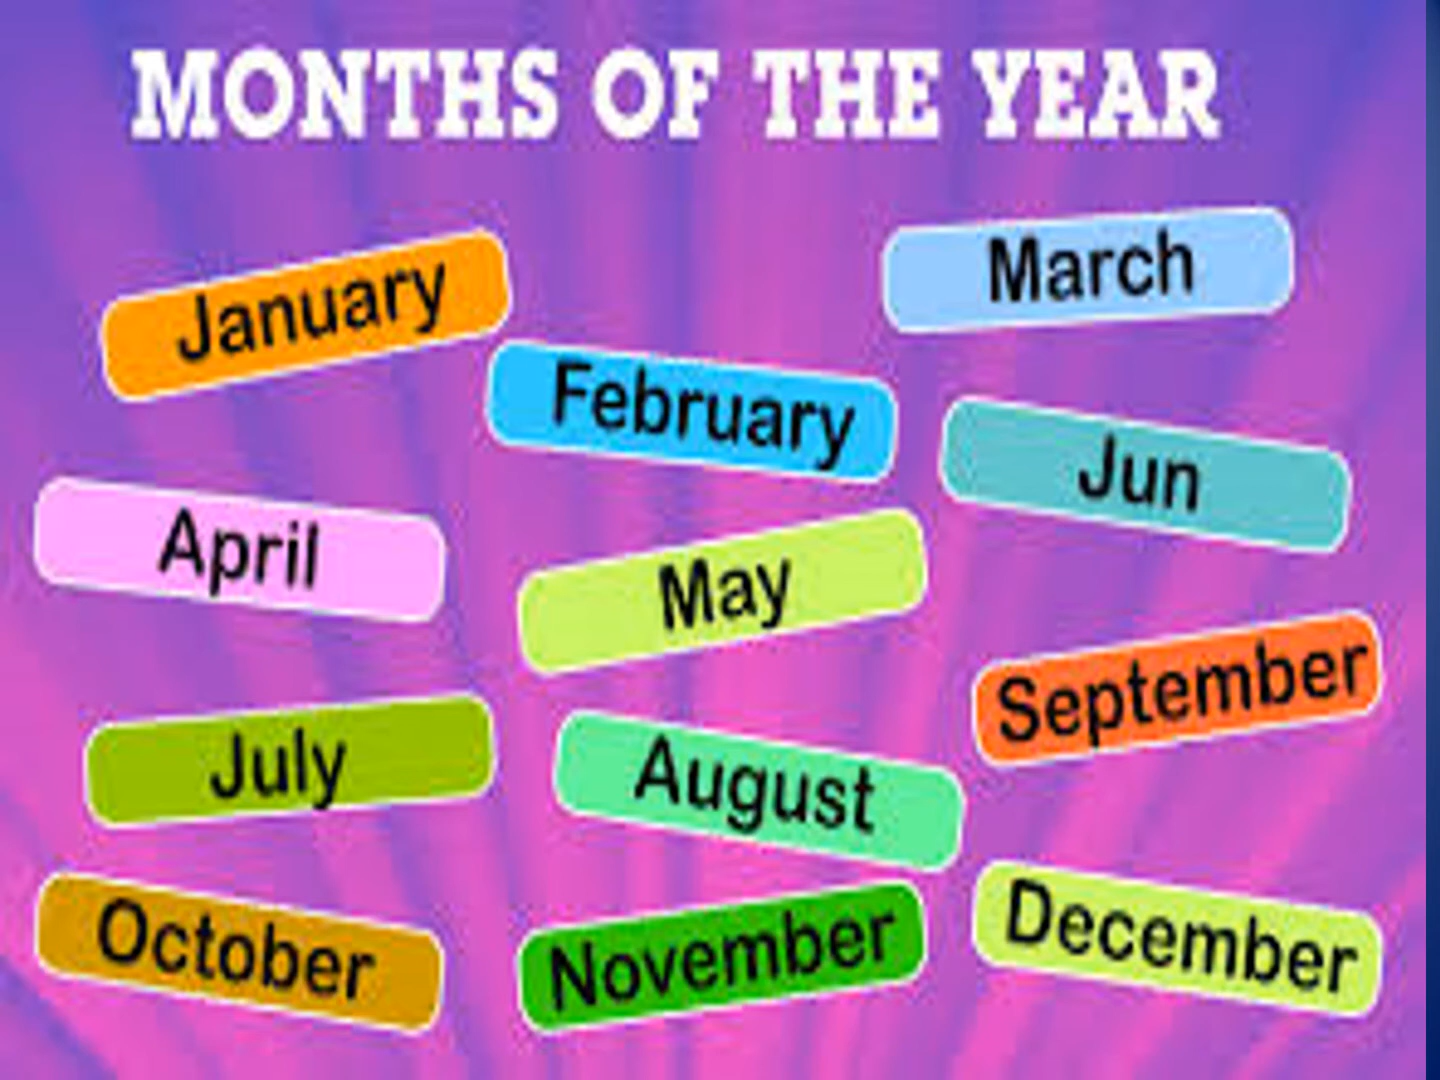 MONTHS OF THE YEAR
January
February
March
April
May
Jun
July
August
September
October
November
December